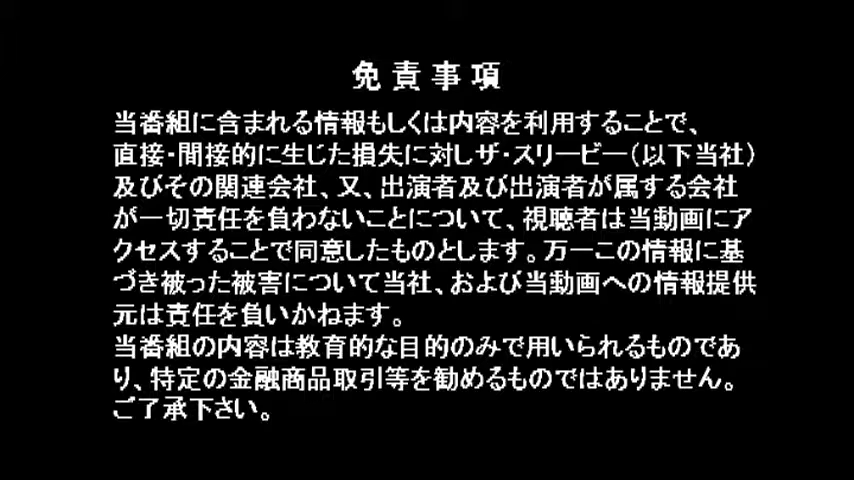 免責事項
当番組に含まれる情報もしくは内容を利用することで、
直接・間接的に生じた損失に対しザ・スリービー(以下当社)
及びその関連会社、又、出演者及び出演者が属する会社
が一切責任を負わないことについて、視聴者は当動画にア
クセスすることで同意したものとします。万一この情報に基
づき被った被害について当社、および当動画への情報提供
元は責任を負いかねます。
当番組の内容は教育的な目的のみで用いられるものであ
り、特定の金融商品取引等を勧めるものではありません。
ご了承下さい。